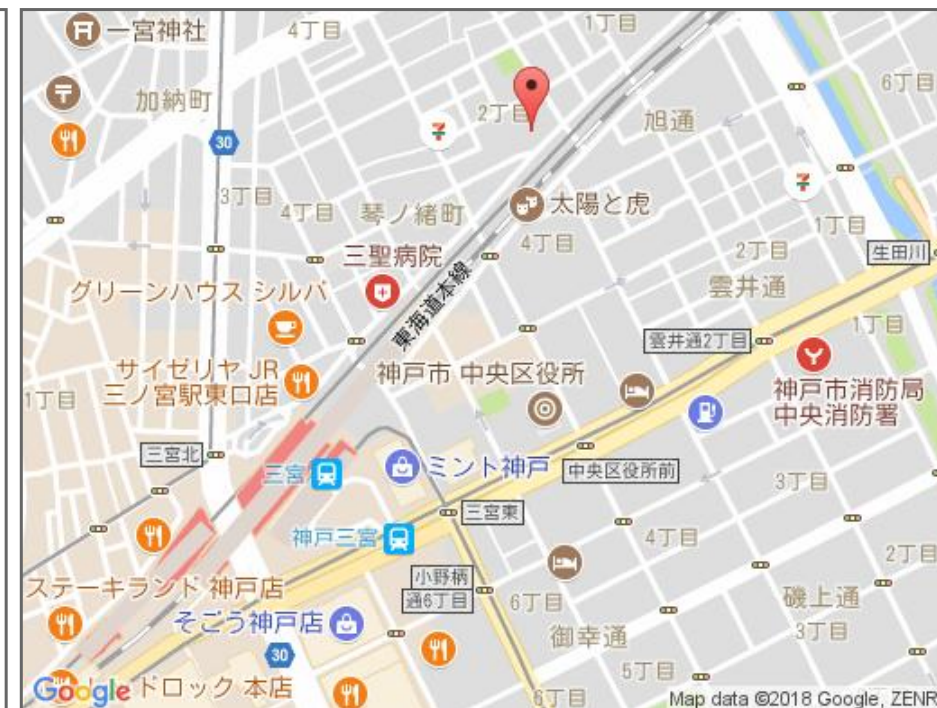 一宮神社
4丁目
1丁目
6丁目
加納町
2丁目
旭通
30
3丁目
4丁目
琴ノ緒町
太陽と虎
1丁目
三聖病院
4丁目
2丁目
生田川
グリーンハウス シルバ
東海道本線
雲井通
サイゼリヤ JR
三ノ宮駅東口店
雲井通2丁目
1丁目
神戸市 中央区役所
神戸市消防局
中央消防署
1丁目
三宮北
三宮
ミント神戸
中央区役所前
3丁目
三宮東
神戸三宮
4丁目
2丁目
ステーキランド 神戸店
小野柄
通6丁目
6丁目
磯上通
そごう神戸店
御幸通
3丁目
30
5丁目
Google
ドロック 本店
6丁目
Map data ©2018 Google, ZENR